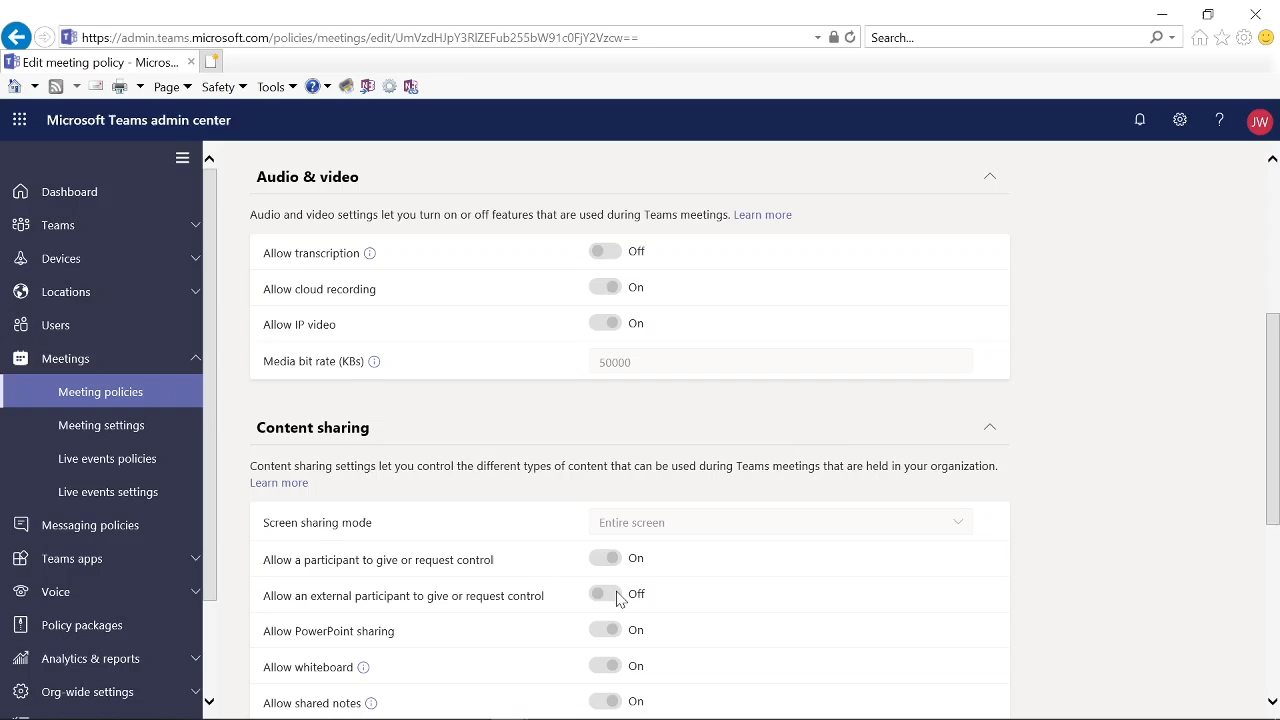 https://admin.teams.microsoft.com/policies/meetings/edit/UmVzdHJpY3RlZEFub255bW91c0FjY2Vzcw==
Search...
Edit meeting policy - Micros...
Page
Safety
Tools
Microsoft Teams admin center
JW
Dashboard
Teams
Devices
Locations
Users
Meetings
Meeting policies
Meeting settings
Live events policies
Live events settings
Messaging policies
Teams apps
Voice
Policy packages
Analytics & reports
Org-wide settings
Audio & video
Audio and video settings let you turn on or off features that are used during Teams meetings. Learn more
Allow transcription Off
Allow cloud recording On
Allow IP video On
Media bit rate (KBs) 50000
Content sharing
Content sharing settings let you control the different types of content that can be used during Teams meetings that are held in your organization.
Learn more
Screen sharing mode Entire screen
Allow a participant to give or request control On
Allow an external participant to give or request control Off
Allow PowerPoint sharing On
Allow whiteboard On
Allow shared notes On